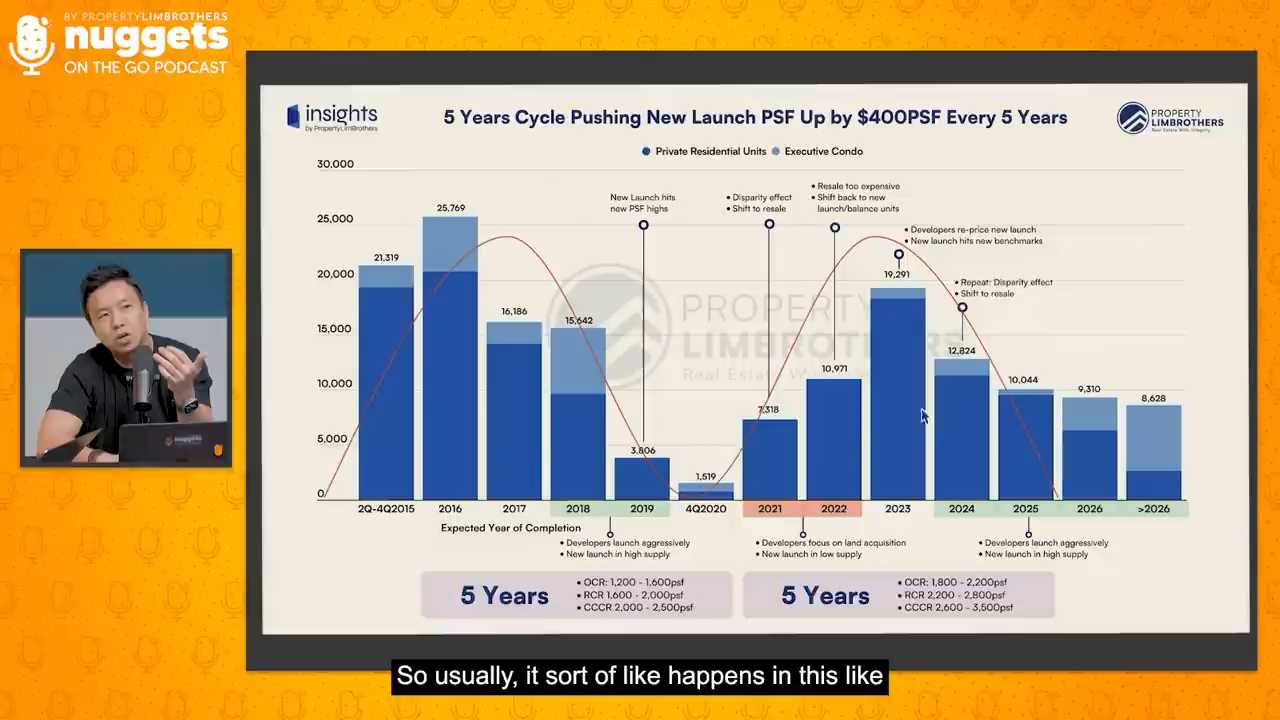 BY PROPERTYLIMBROTHERS
nuggets
ON THE GO PODCAST
insights
by PropertyLimBrothers
5 Years Cycle Pushing New Launch PSF Up by $400PSF Every 5 Years
PROPERTY
LIMBROTHERS
Real Estate With Integrity
Private Residential Units
Executive Condo
30,000
25,000
20,000
15,000
10,000
5,000
0
21,319
25,769
16,186
15,642
3,806
1,519
7,318
10,971
19,291
12,824
10,044
9,310
8,628
New Launch hits
new PSF highs
• Disparity effect
• Shift to resale
• Resale too expensive
• Shift back to new
launch/balance units
• Developers re-price new launch
• New launch hits new benchmarks
• Repeat: Disparity effect
• Shift to resale
PROPERTY
LIMBROTHERS
Real Estate W
2Q-4Q2015
2016
2017
2018
2019
4Q2020
2021
2022
2023
2024
2025
2026
>2026
Expected Year of Completion
• Developers launch aggressively
• New launch in high supply
• Developers focus on land acquisition
• New launch in low supply
• Developers launch aggressively
• New launch in high supply
5 Years
• OCR: 1,200 - 1,600psf
• RCR 1,600 - 2,000psf
• CCCR 2,000 - 2,500psf
5 Years
• OCR: 1,800 - 2,200psf
• RCR 2,200 - 2,800psf
• CCCR 2,600 - 3,500psf
nuggets
So usually, it sort of like happens in this like